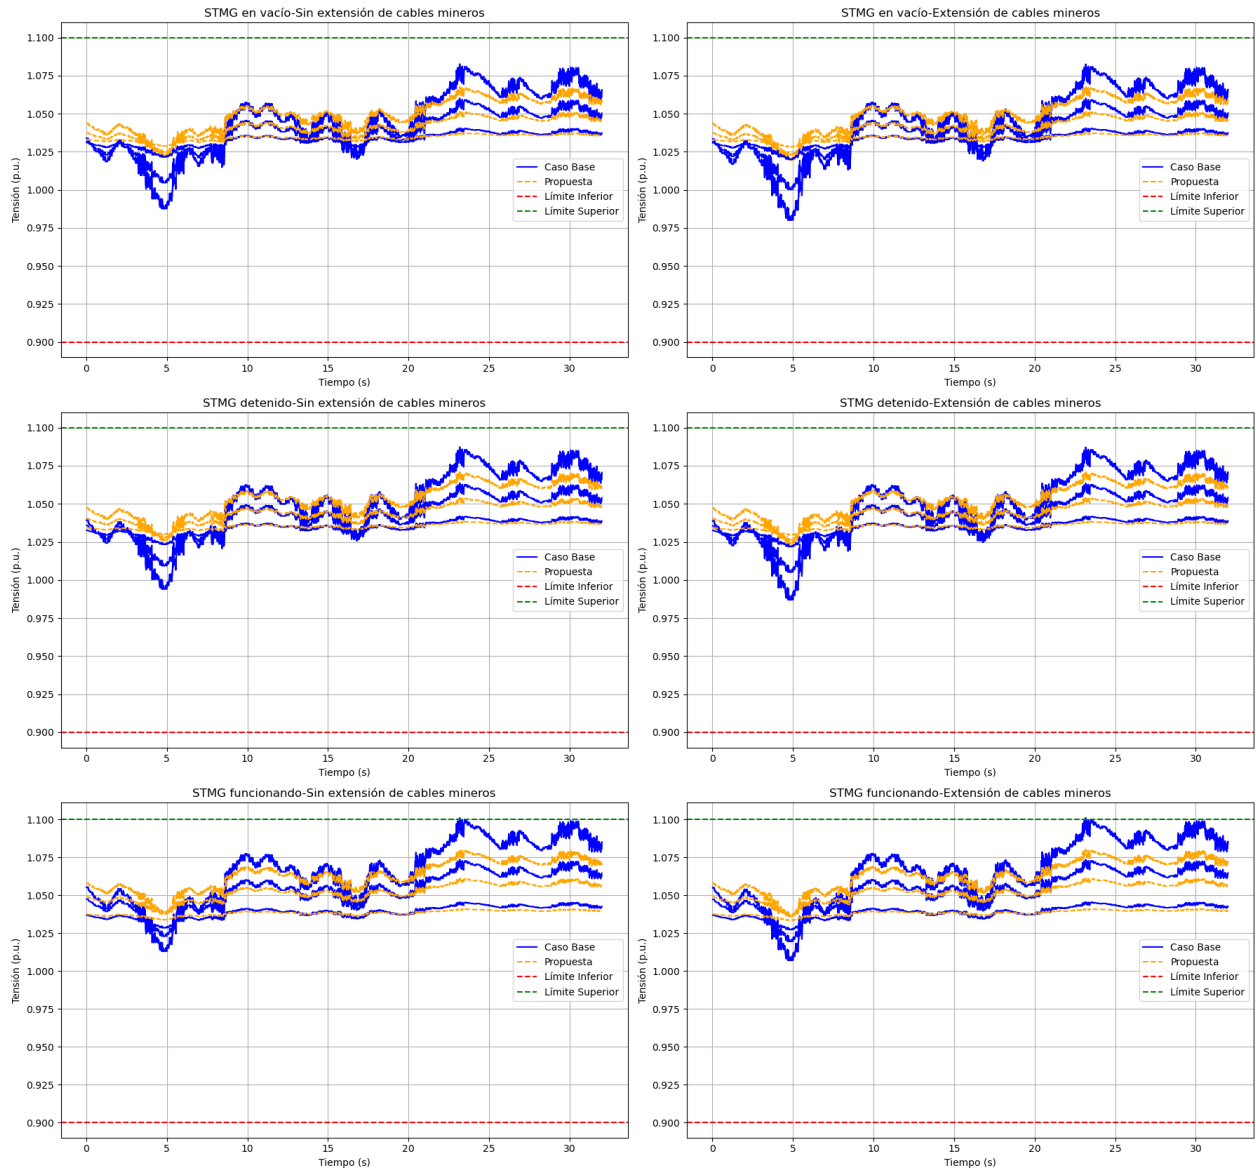 STMG en vacío-Sin extensión de cables mineros
1.100
1.075
1.050
1.025
1.000
0.975
0.950
0.925
0.900
Tensión (p.u.)
Caso Base
Propuesta
Límite Inferior
Límite Superior
0 5 10 15 20 25 30
Tiempo (s)
STMG en vacío-Extensión de cables mineros
1.100
1.075
1.050
1.025
1.000
0.975
0.950
0.925
0.900
Tensión (p.u.)
Caso Base
Propuesta
Límite Inferior
Límite Superior
0 5 10 15 20 25 30
Tiempo (s)
STMG detenido-Sin extensión de cables mineros
1.100
1.075
1.050
1.025
1.000
0.975
0.950
0.925
0.900
Tensión (p.u.)
Caso Base
Propuesta
Límite Inferior
Límite Superior
0 5 10 15 20 25 30
Tiempo (s)
STMG detenido-Extensión de cables mineros
1.100
1.075
1.050
1.025
1.000
0.975
0.950
0.925
0.900
Tensión (p.u.)
Caso Base
Propuesta
Límite Inferior
Límite Superior
0 5 10 15 20 25 30
Tiempo (s)
STMG funcionando-Sin extensión de cables mineros
1.100
1.075
1.050
1.025
1.000
0.975
0.950
0.925
0.900
Tensión (p.u.)
Caso Base
Propuesta
Límite Inferior
Límite Superior
0 5 10 15 20 25 30
Tiempo (s)
STMG funcionando-Extensión de cables mineros
1.100
1.075
1.050
1.025
1.000
0.975
0.950
0.925
0.900
Tensión (p.u.)
Caso Base
Propuesta
Límite Inferior
Límite Superior
0 5 10 15 20 25 30
Tiempo (s)